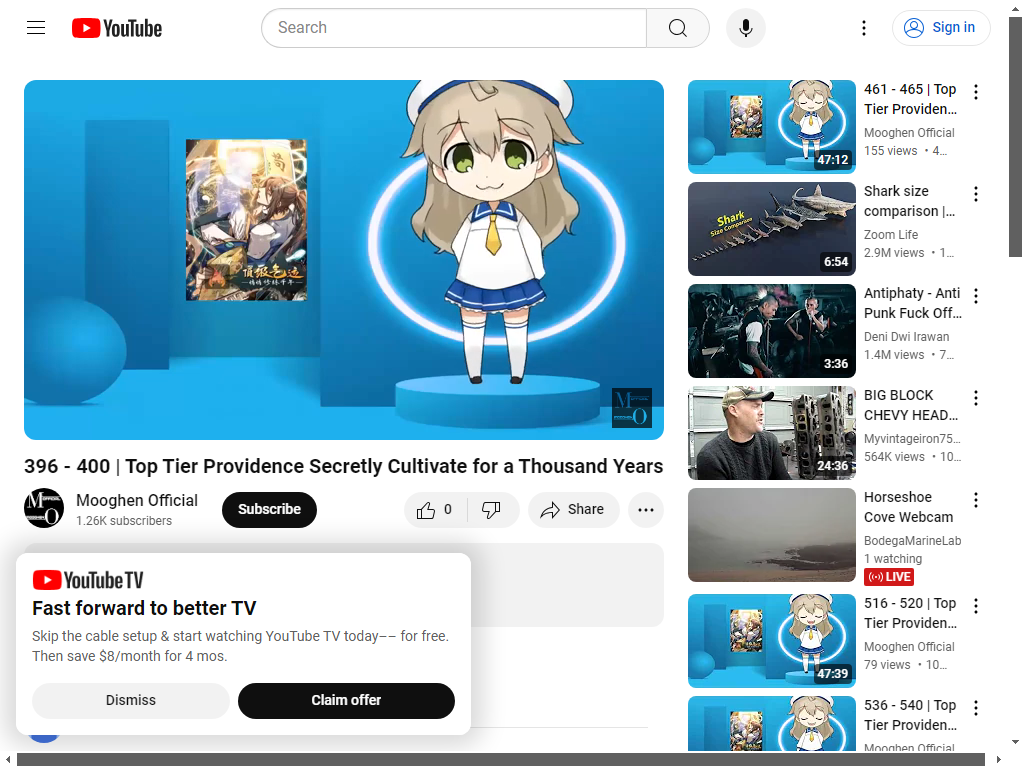 YouTube
Search
Sign in
頂級氣運
悄悄修煉千年
396 - 400 | Top Tier Providence Secretly Cultivate for a Thousand Years
Mooghen Official
1.26K subscribers
Subscribe
0
Share
YouTube TV
Fast forward to better TV
Skip the cable setup & start watching YouTube TV today–– for free.
Then save $8/month for 4 mos.
Dismiss
Claim offer
47:12
461 - 465 | Top
Tier Providen...
Mooghen Official
155 views • 4...
Shark
Size Comparison
6:54
Shark size
comparison |...
Zoom Life
2.9M views • 1...
3:36
Antiphaty - Anti
Punk Fuck Off...
Deni Dwi Irawan
1.4M views • 7...
24:36
BIG BLOCK
CHEVY HEAD...
Myvintageiron75...
564K views • 10...
Horseshoe
Cove Webcam
BodegaMarineLab
1 watching
LIVE
47:39
516 - 520 | Top
Tier Providen...
Mooghen Official
79 views • 10...
536 - 540 | Top
Tier Providen...
Mooghen Official